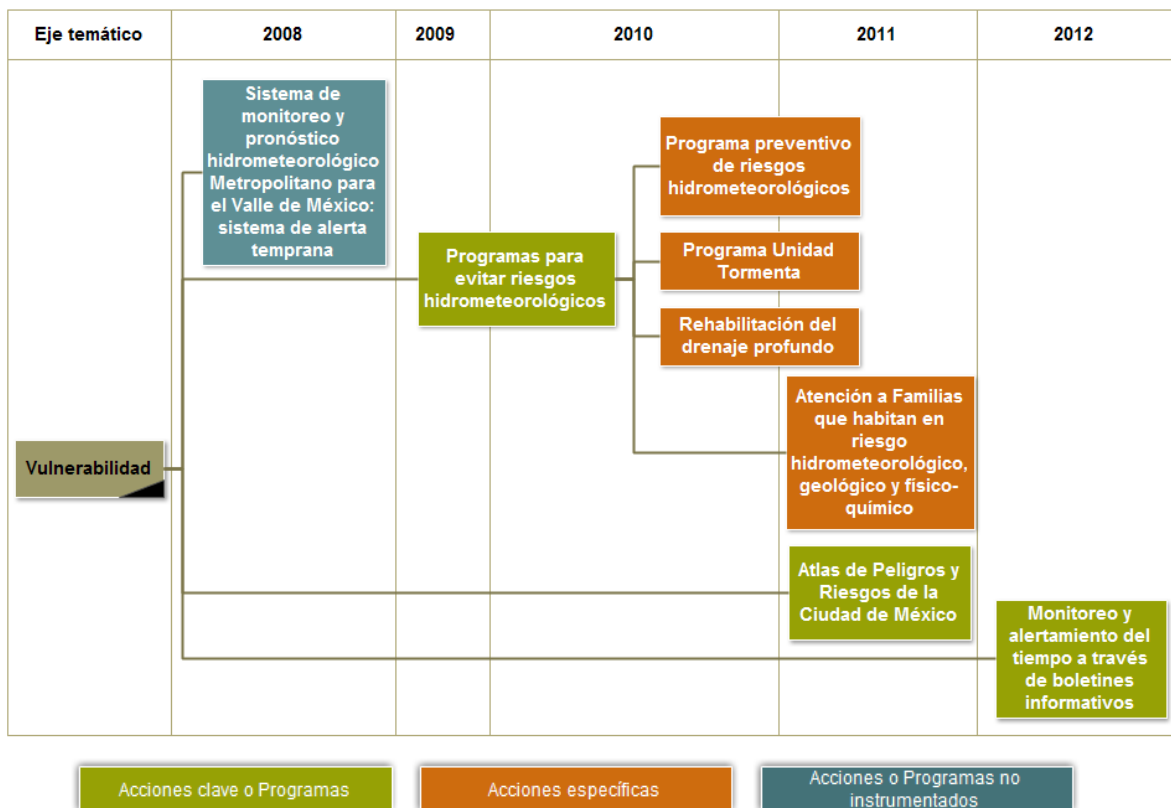 Eje temático
2008
2009
2010
2011
2012
Sistema de
monitoreo y
pronóstico
hidrometeorológico
Metropolitano para
el Valle de México:
sistema de alerta
temprana
Programa preventivo
de riesgos
hidrometeorológicos
Programas para
evitar riesgos
hidrometeorológicos
Programa Unidad
Tormenta
Rehabilitación del
drenaje profundo
Atención a Familias
que habitan en
riesgo
hidrometeorológico,
geológico y físico-
químico
Vulnerabilidad
Atlas de Peligros y
Riesgos de la
Ciudad de México
Monitoreo y
alertamiento del
tiempo a través
de boletines
informativos
Acciones clave o Programas
Acciones específicas
Acciones o Programas no
instrumentados